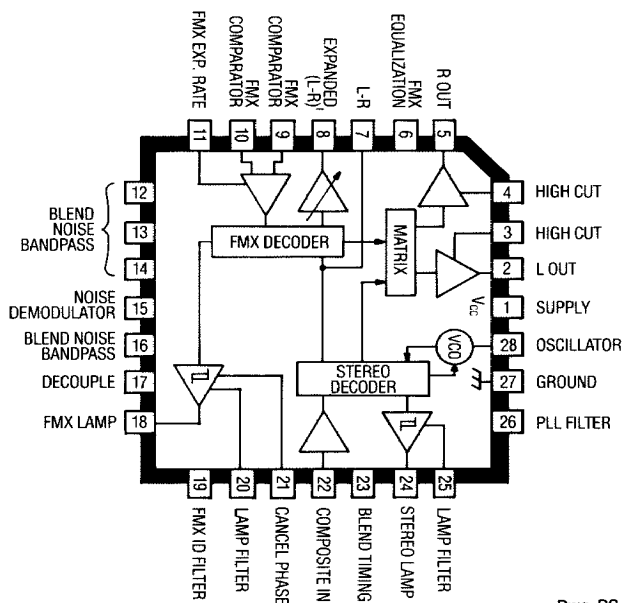 FMX EXP. RATE
FMX
COMPARATOR
FMX
COMPARATOR
EXPANDED
(L-R)
L-R
FMX
EQUALIZATION
R OUT
11
10
9
8
7
6
5
12
13
14
15
16
17
18
BLEND
NOISE
BANDPASS
NOISE
DEMODULATOR
BLEND NOISE
BANDPASS
DECOUPLE
FMX LAMP
4 HIGH CUT
3 HIGH CUT
2 L OUT
VCC 1 SUPPLY
28 OSCILLATOR
27 GROUND
26 PLL FILTER
FMX DECODER
MATRIX
VCO
STEREO
DECODER
19
20
21
22
23
24
25
FMX ID FILTER
LAMP FILTER
CANCEL PHASE
COMPOSITE IN
BLEND TIMING
STEREO LAMP
LAMP FILTER